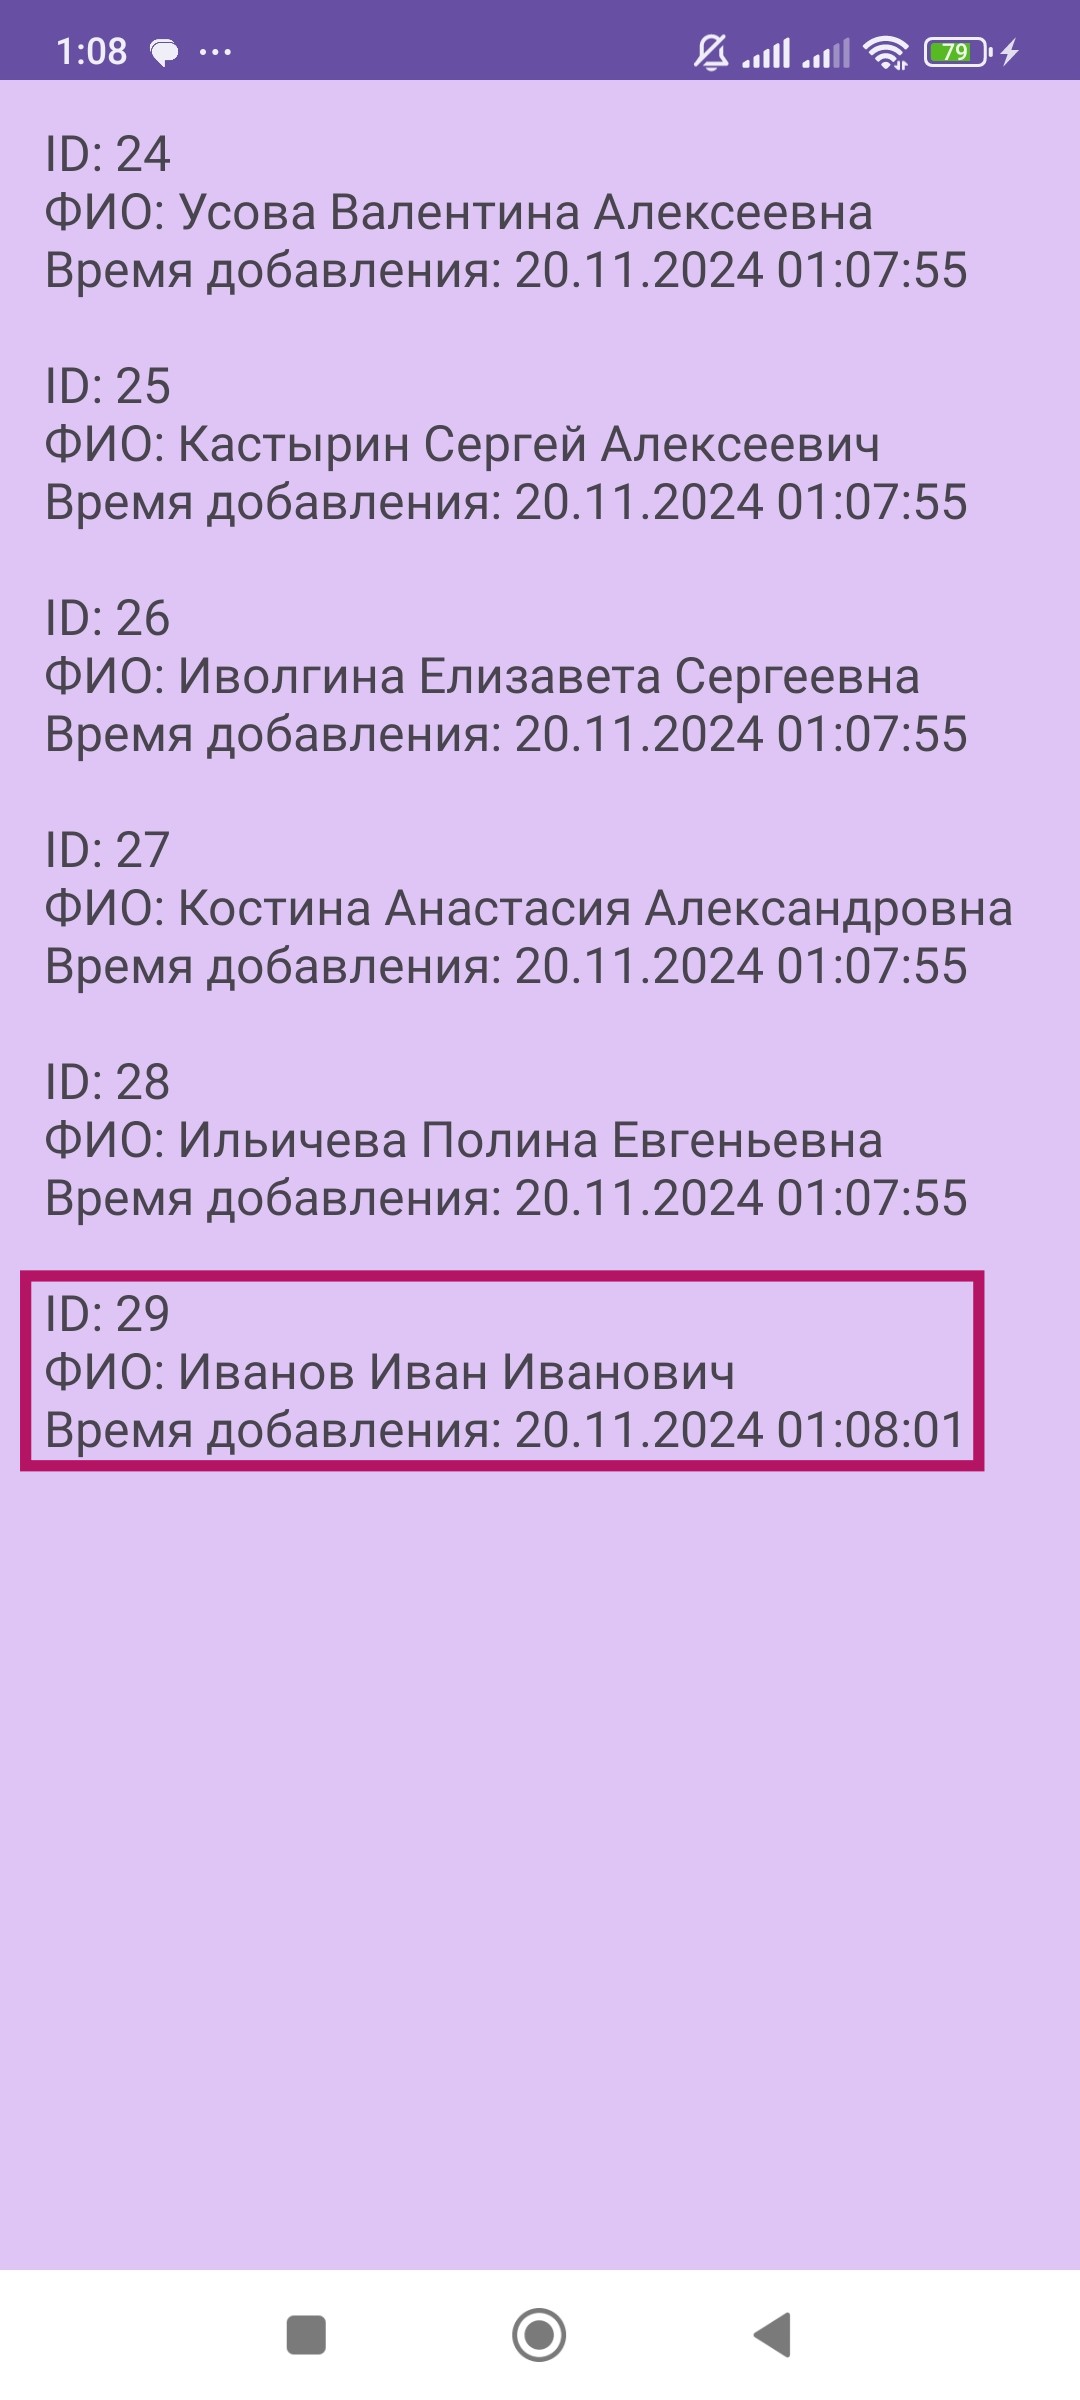 1:08
79
ID: 24
ФИО: Усова Валентина Алексеевна
Время добавления: 20.11.2024 01:07:55
ID: 25
ФИО: Кастырин Сергей Алексеевич
Время добавления: 20.11.2024 01:07:55
ID: 26
ФИО: Иволгина Елизавета Сергеевна
Время добавления: 20.11.2024 01:07:55
ID: 27
ФИО: Костина Анастасия Александровна
Время добавления: 20.11.2024 01:07:55
ID: 28
ФИО: Ильичева Полина Евгеньевна
Время добавления: 20.11.2024 01:07:55
ID: 29
ФИО: Иванов Иван Иванович
Время добавления: 20.11.2024 01:08:01